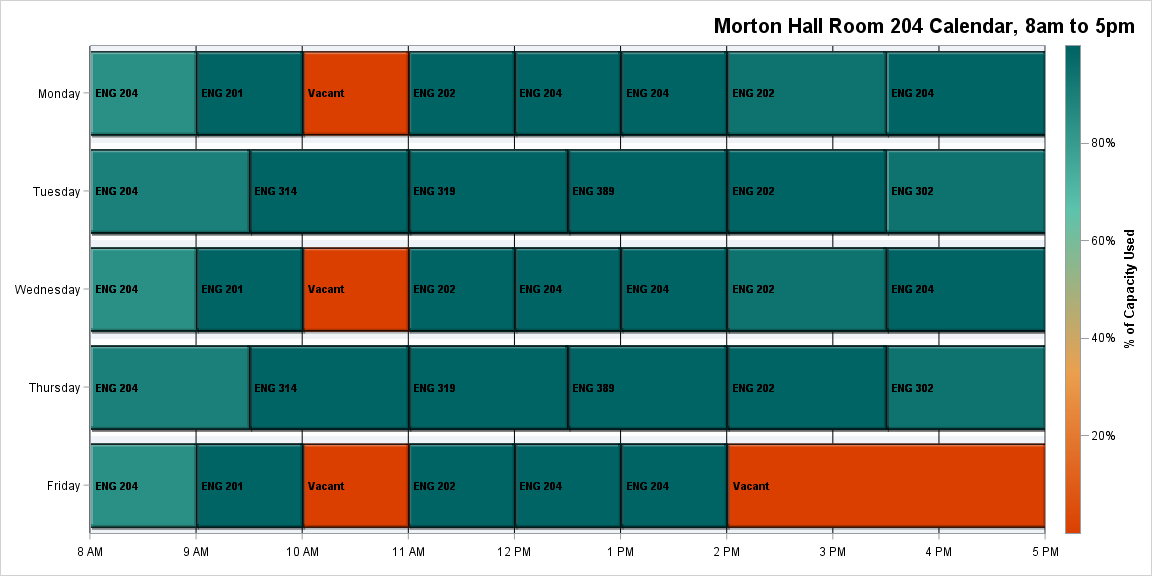 Morton Hall Room 204 Calendar, 8am to 5pm
Monday
ENG 204
ENG 201
Vacant
ENG 202
ENG 204
ENG 204
ENG 202
ENG 204
Tuesday
ENG 204
ENG 314
ENG 319
ENG 389
ENG 202
ENG 302
Wednesday
ENG 204
ENG 201
Vacant
ENG 202
ENG 204
ENG 204
ENG 202
ENG 204
Thursday
ENG 204
ENG 314
ENG 319
ENG 389
ENG 202
ENG 302
Friday
ENG 204
ENG 201
Vacant
ENG 202
ENG 204
ENG 204
Vacant
8 AM
9 AM
10 AM
11 AM
12 PM
1 PM
2 PM
3 PM
4 PM
5 PM
80%
60%
40%
20%
% of Capacity Used